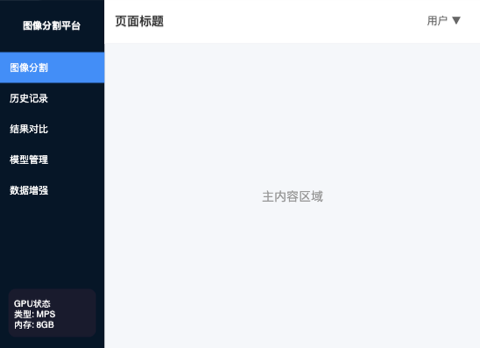 图像分割平台
图像分割
历史记录
结果对比
模型管理
数据增强
GPU状态
类型: MPS
内存: 8GB
页面标题
用户 ▼
主内容区域